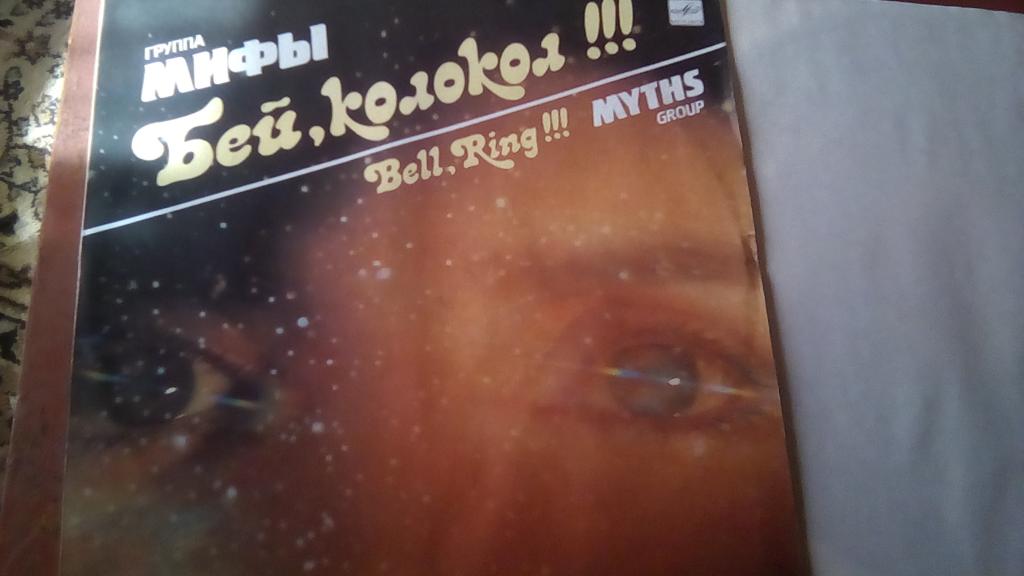 ГРУППА
МИФЫ
Бей, колокол!!!
Bell, Ring!!!
MYTHS
GROUP